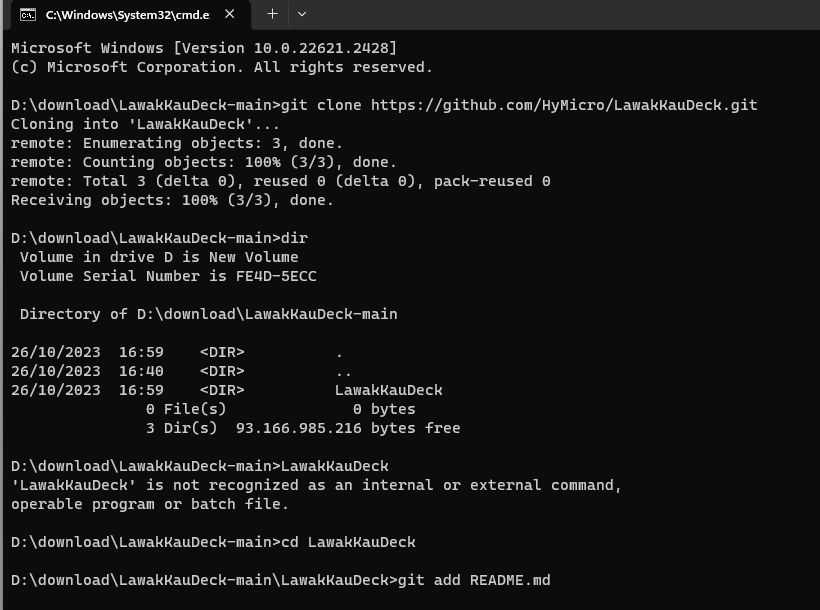 C:\Windows\System32\cmd.e
Microsoft Windows [Version 10.0.22621.2428]
(c) Microsoft Corporation. All rights reserved.
D:\download\LawakKauDeck-main>git clone https://github.com/HyMicro/LawakKauDeck.git
Cloning into 'LawakKauDeck'...
remote: Enumerating objects: 3, done.
remote: Counting objects: 100% (3/3), done.
remote: Total 3 (delta 0), reused 0 (delta 0), pack-reused 0
Receiving objects: 100% (3/3), done.
D:\download\LawakKauDeck-main>dir
Volume in drive D is New Volume
Volume Serial Number is FE4D-5ECC
Directory of D:\download\LawakKauDeck-main
26/10/2023  16:59    <DIR>          .
26/10/2023  16:40    <DIR>          ..
26/10/2023  16:59    <DIR>          LawakKauDeck
0 File(s)              0 bytes
3 Dir(s)  93.166.985.216 bytes free
D:\download\LawakKauDeck-main>LawakKauDeck
'LawakKauDeck' is not recognized as an internal or external command,
operable program or batch file.
D:\download\LawakKauDeck-main>cd LawakKauDeck
D:\download\LawakKauDeck-main\LawakKauDeck>git add README.md